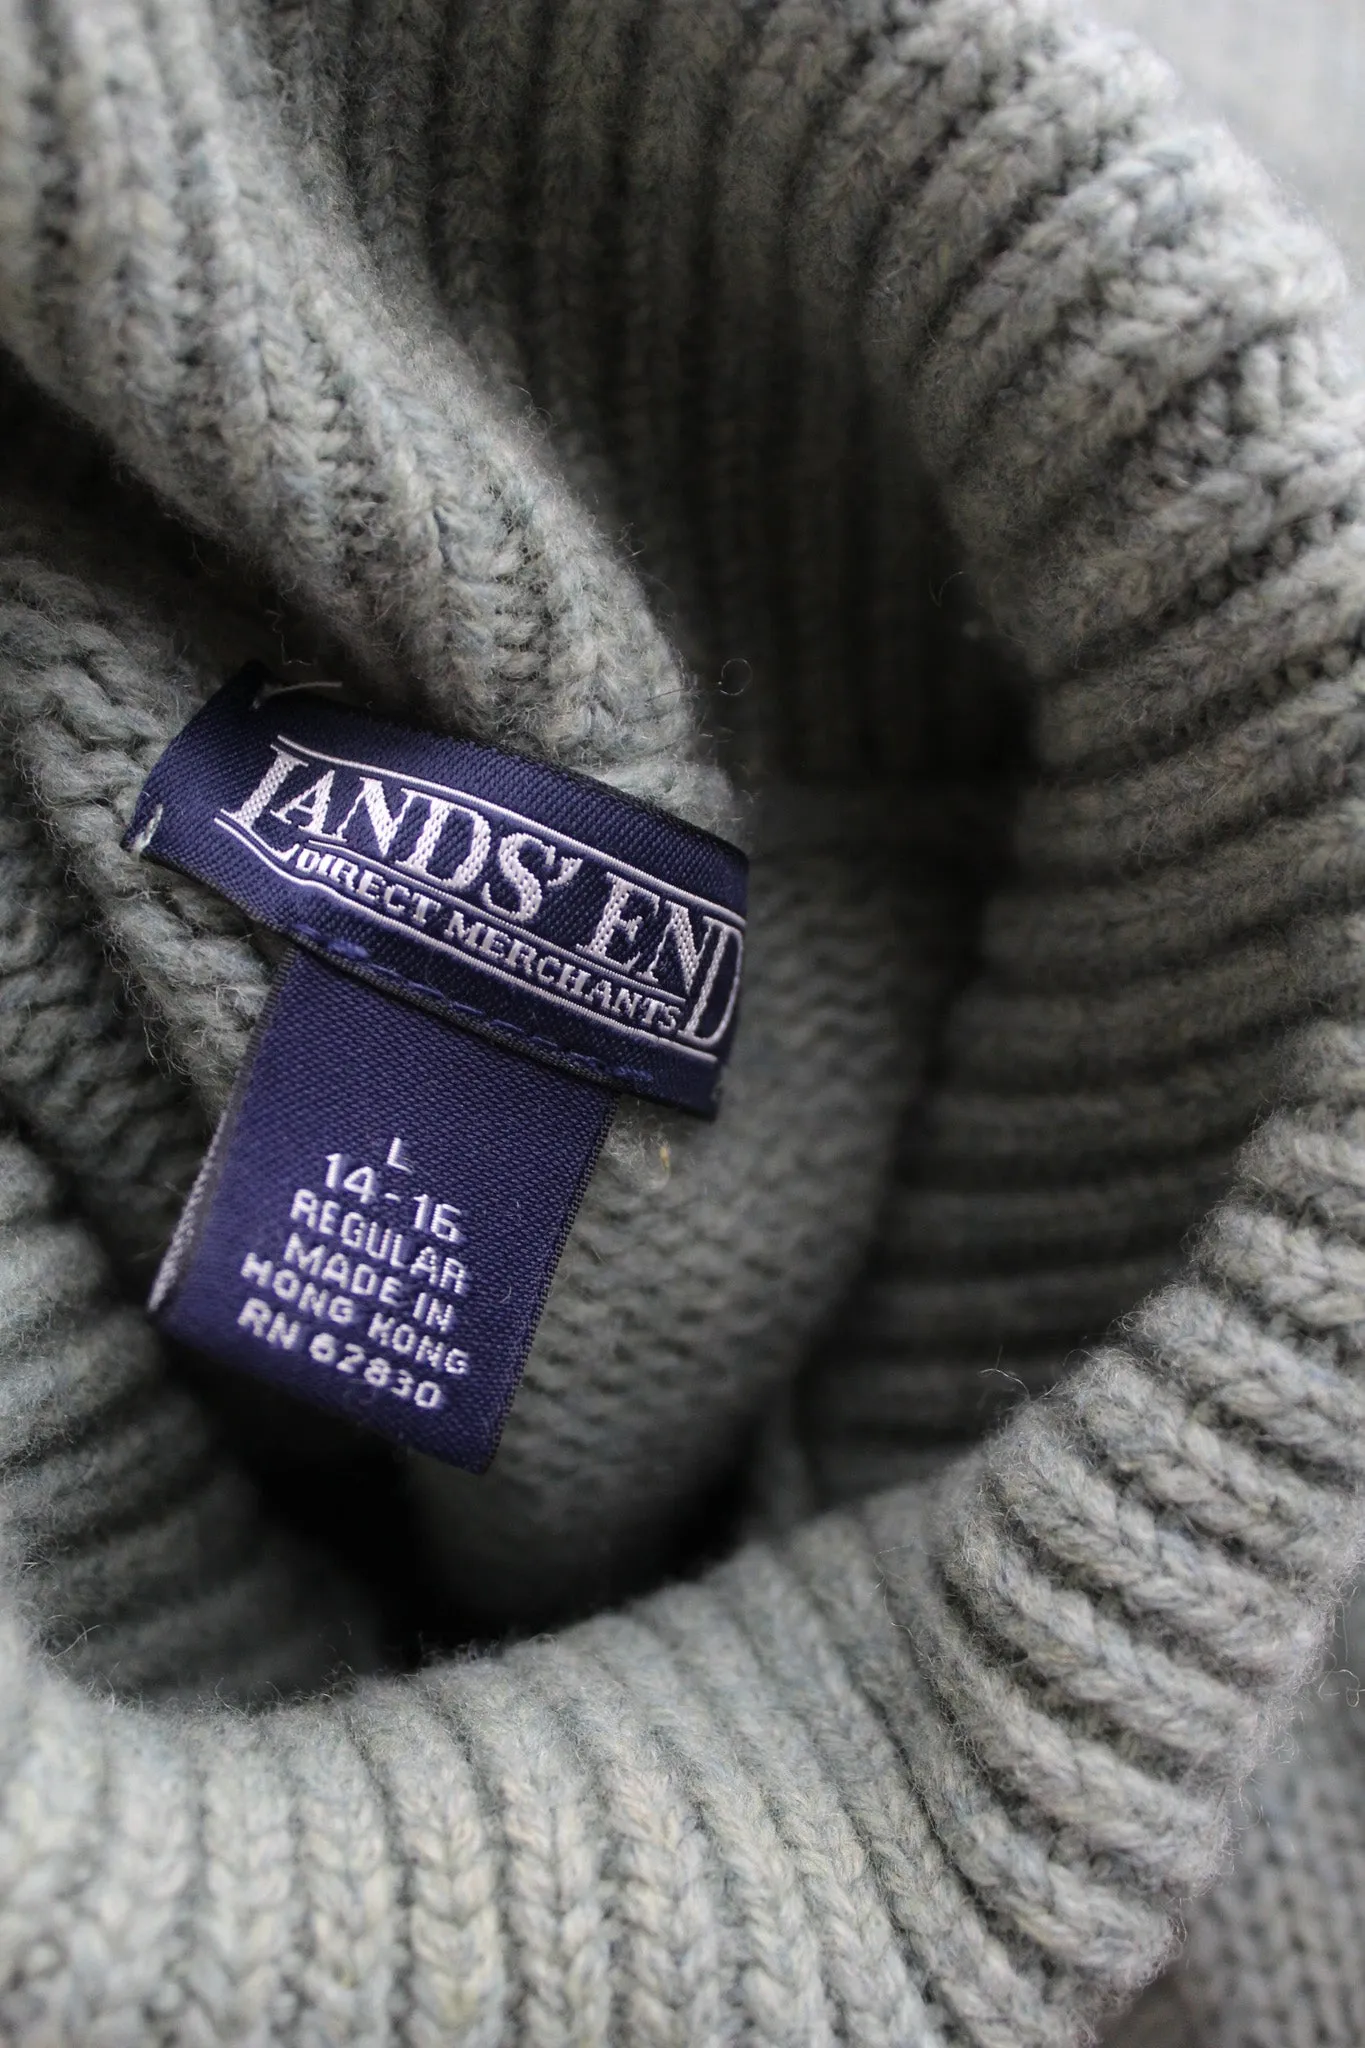 LANDS' END
DIRECT MERCHANTS
L
14-16
REGULAR
MADE IN
HONG KONG
RN 62830